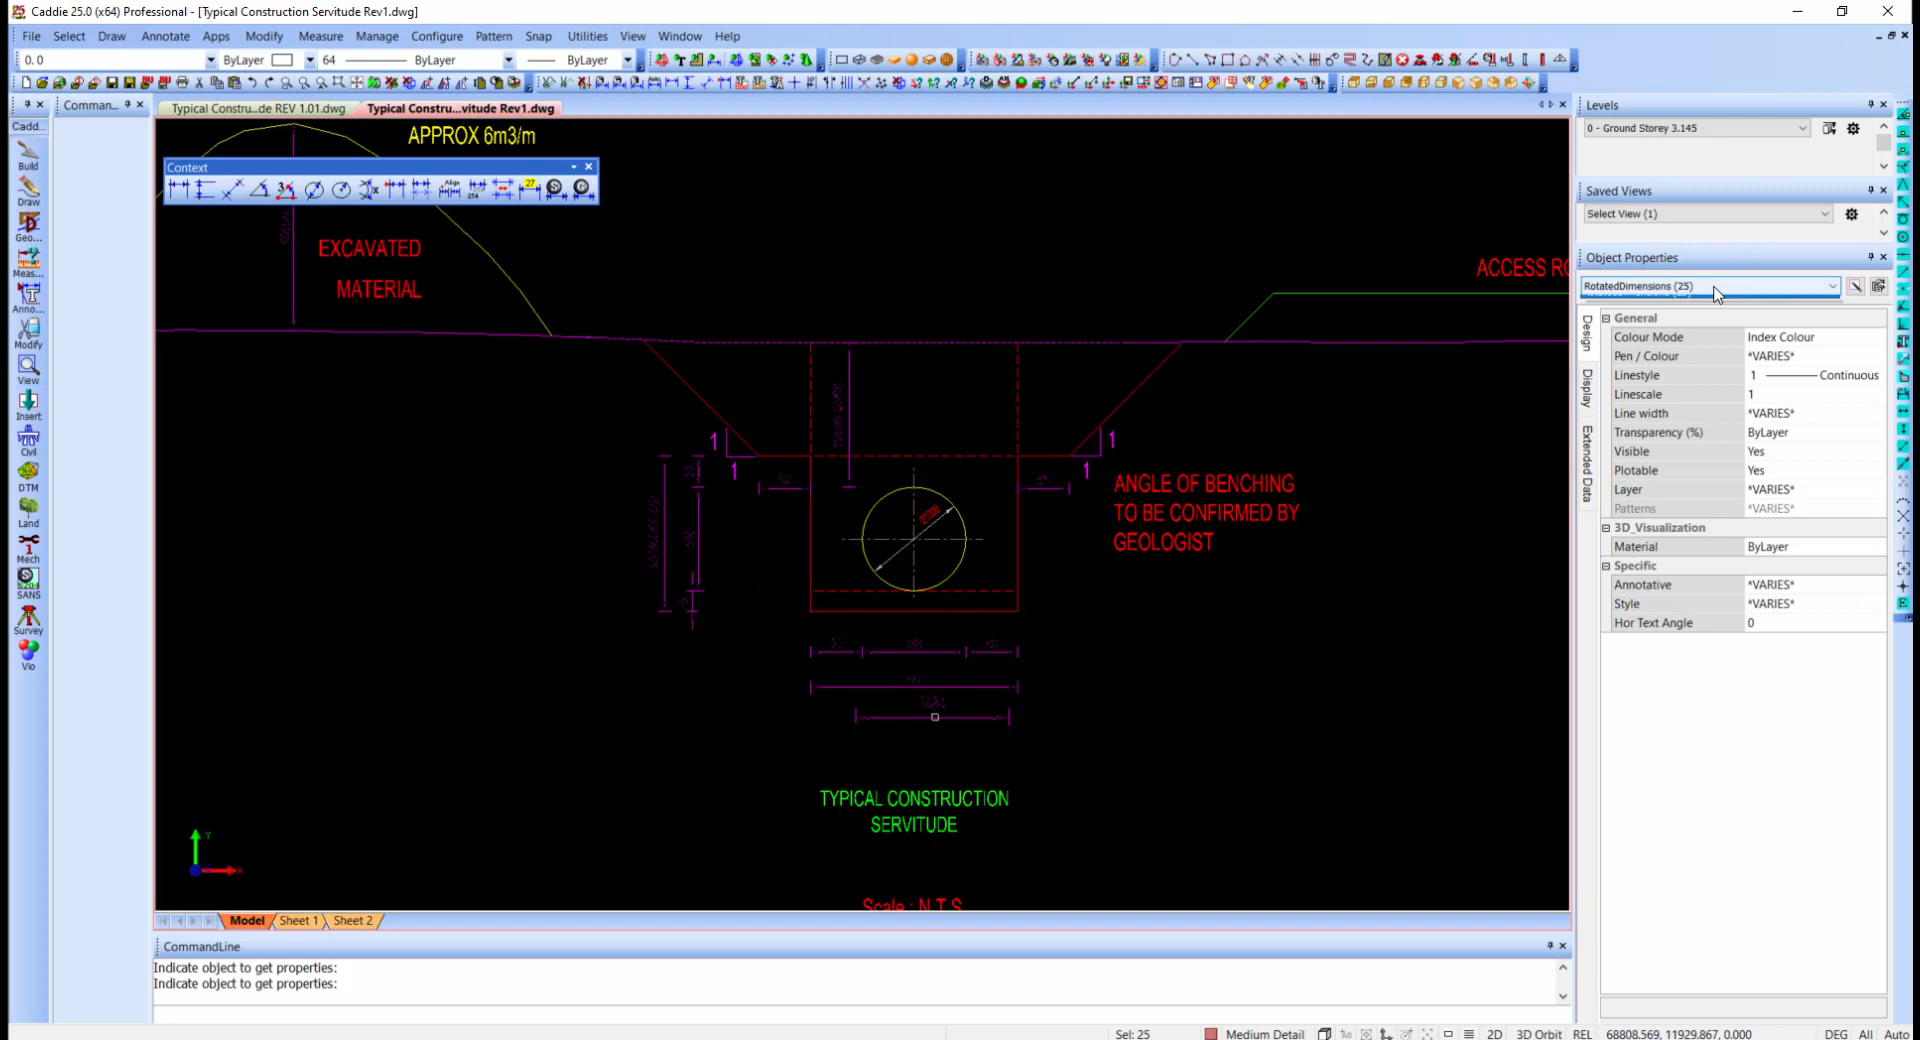 Caddie 25.0 (x64) Professional - [Typical Construction Servitude Rev1.dwg]
File Select Draw Annotate Apps Modify Measure Manage Configure Pattern Snap Utilities View Window Help
0. 0 ByLayer 64 ByLayer ByLayer
Comman...
Typical Constru...de REV 1.01.dwg
Typical Constru...vitude Rev1.dwg
Cadd...
Build
Draw
Geo...
Meas...
Anno...
Modify
View
Insert
Civil
DTM
Land
Mech
SANS
Survey
Vio
APPROX 6m3/m
Context
EXCAVATED
MATERIAL
ACCESS RO
1
1
1
1
ANGLE OF BENCHING
TO BE CONFIRMED BY
GEOLOGIST
TYPICAL CONSTRUCTION
SERVITUDE
Scale : N.T.S
Y
X
Model Sheet 1 Sheet 2
CommandLine
Indicate object to get properties:
Indicate object to get properties:
Levels
0 - Ground Storey 3.145
Saved Views
Select View (1)
Object Properties
RotatedDimensions (25)
Design
Display
Extended Data
General
Colour Mode Index Colour
Pen / Colour *VARIES*
Linestyle 1 Continuous
Linescale 1
Line width *VARIES*
Transparency (%) ByLayer
Visible Yes
Plotable Yes
Layer *VARIES*
Patterns *VARIES*
3D_Visualization
Material ByLayer
Specific
Annotative *VARIES*
Style *VARIES*
Hor Text Angle 0
Sel: 25 Medium Detail 2D 3D Orbit REL 68808.569, 11929.867, 0.000 DEG All Auto